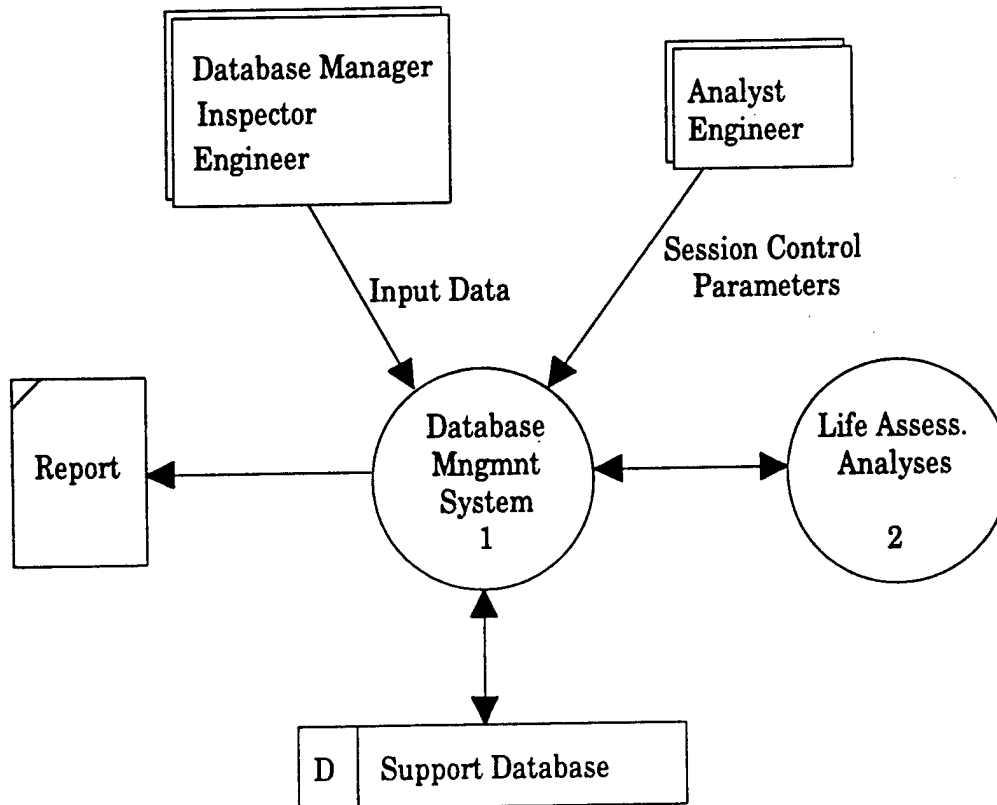 Database Manager
Inspector
Engineer
Analyst
Engineer
Session Control
Parameters
Input Data
Report
Database
Mngmnt
System
1
Life Assess.
Analyses
2
D
Support Database